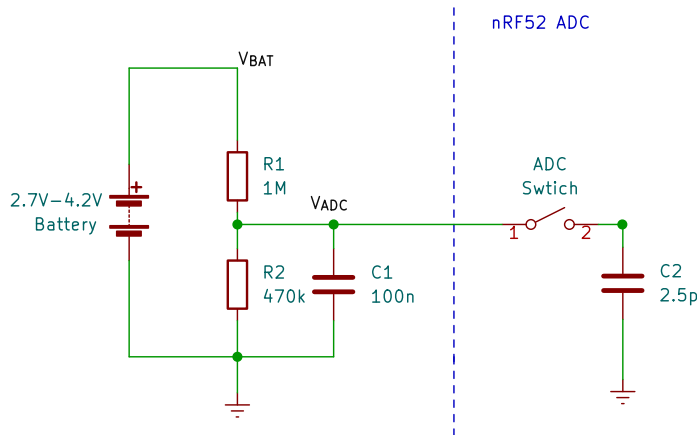 nRF52 ADC
VBAT
R1
1M
ADC
Swtich
2.7V-4.2V
Battery
+
VADC
1
2
R2
470k
C1
100n
C2
2.5p